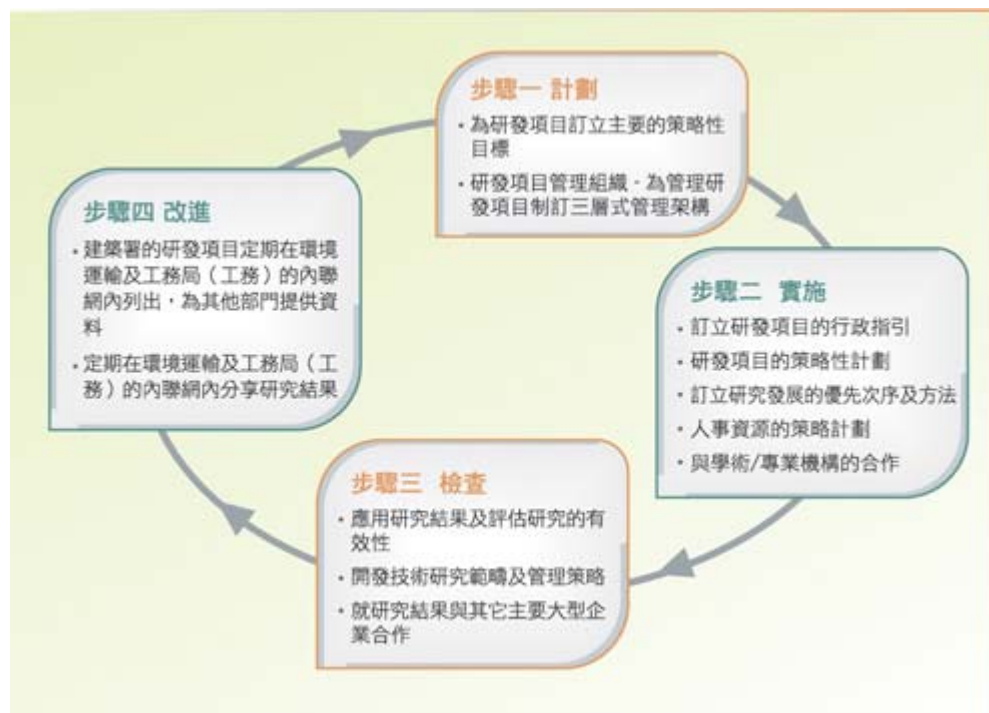 步驟一 計劃
・為研發項目訂立主要的策略性
目標
・研發項目管理組織 - 為管理研
發項目制訂三層式管理架構
步驟二 實施
・訂立研發項目的行政指引
・研發項目的策略性計劃
・訂立研究發展的優先次序及方法
・人事資源的策略計劃
・與學術/專業機構的合作
步驟三 檢查
・應用研究結果及評估研究的有
效性
・開發技術研究範疇及管理策略
・就研究結果與其它主要大型企
業合作
步驟四 改進
・建築署的研發項目定期在環境
運輸及工務局（工務）的內聯
網內列出，為其他部門提供資
料
・定期在環境運輸及工務局（工
務）的內聯網內分享研究結果